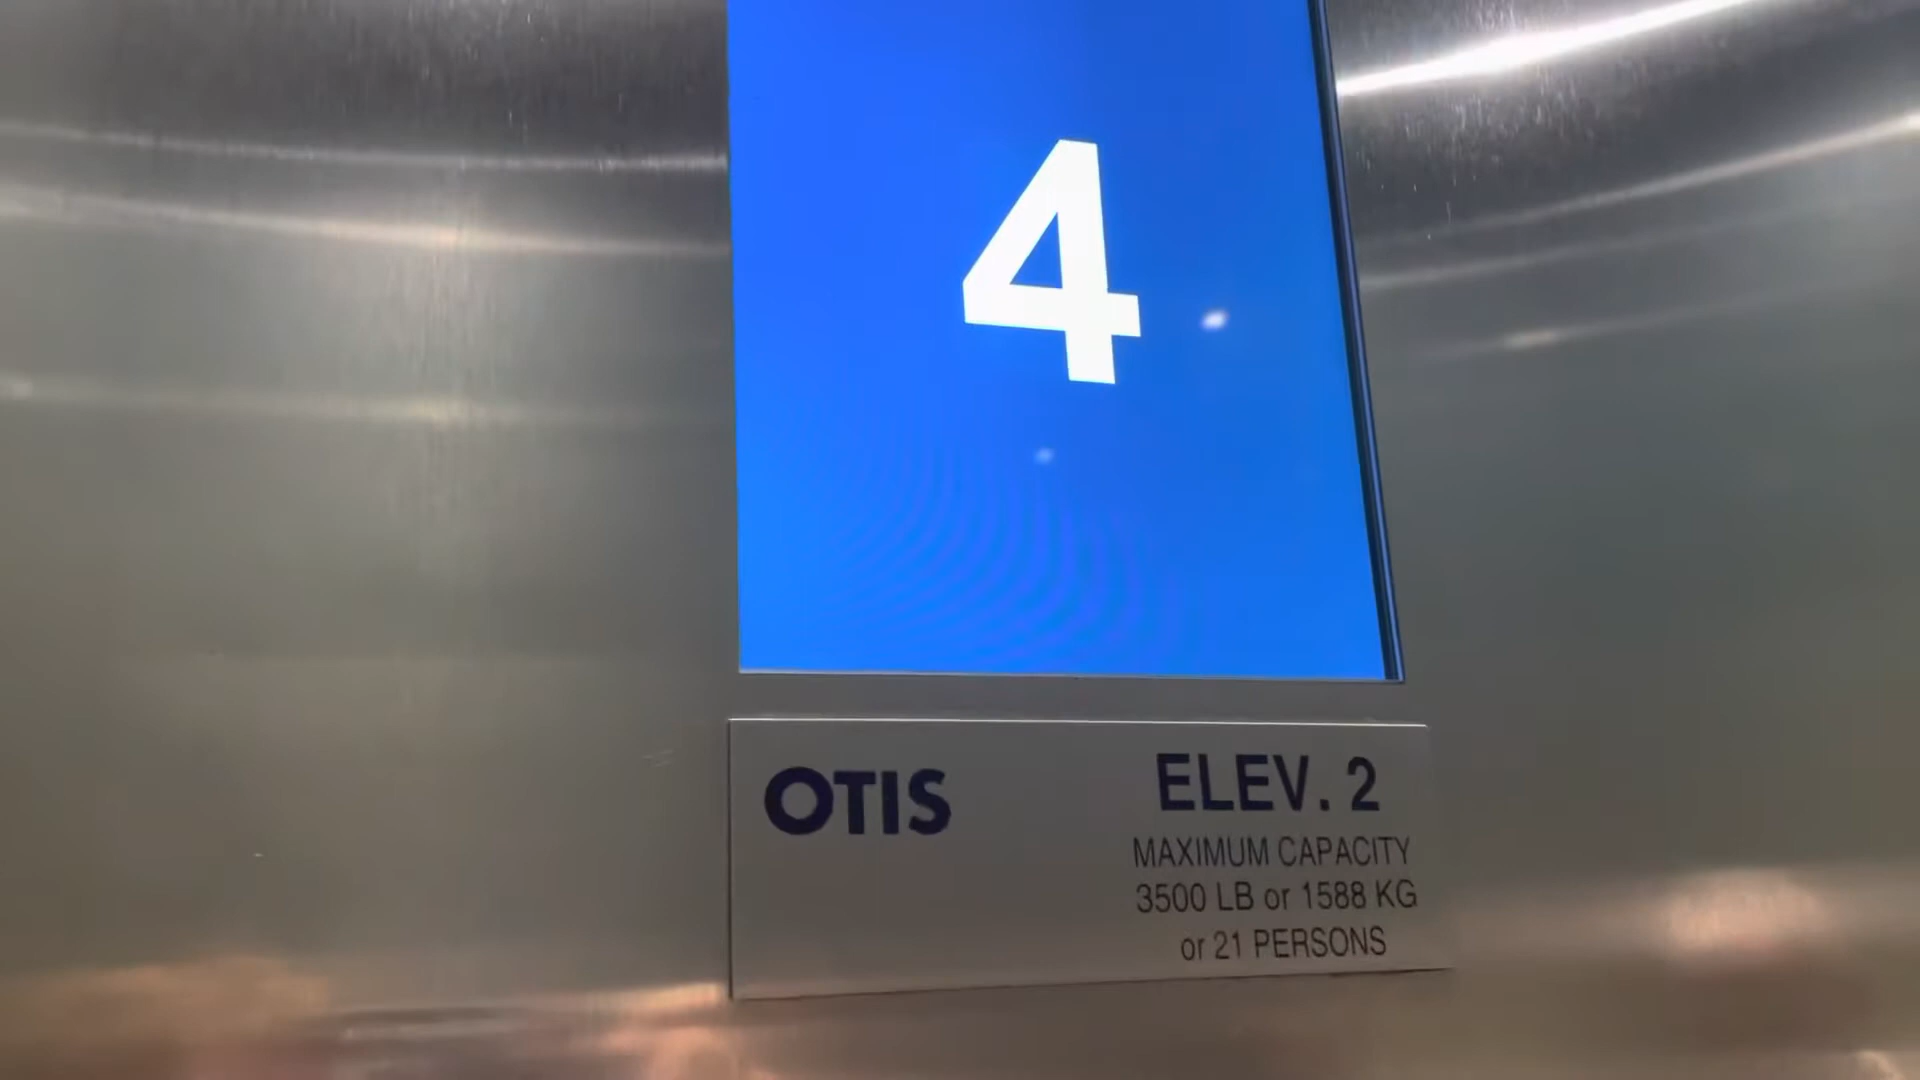 4
OTIS
ELEV. 2
MAXIMUM CAPACITY
3500 LB or 1588 KG
or 21 PERSONS